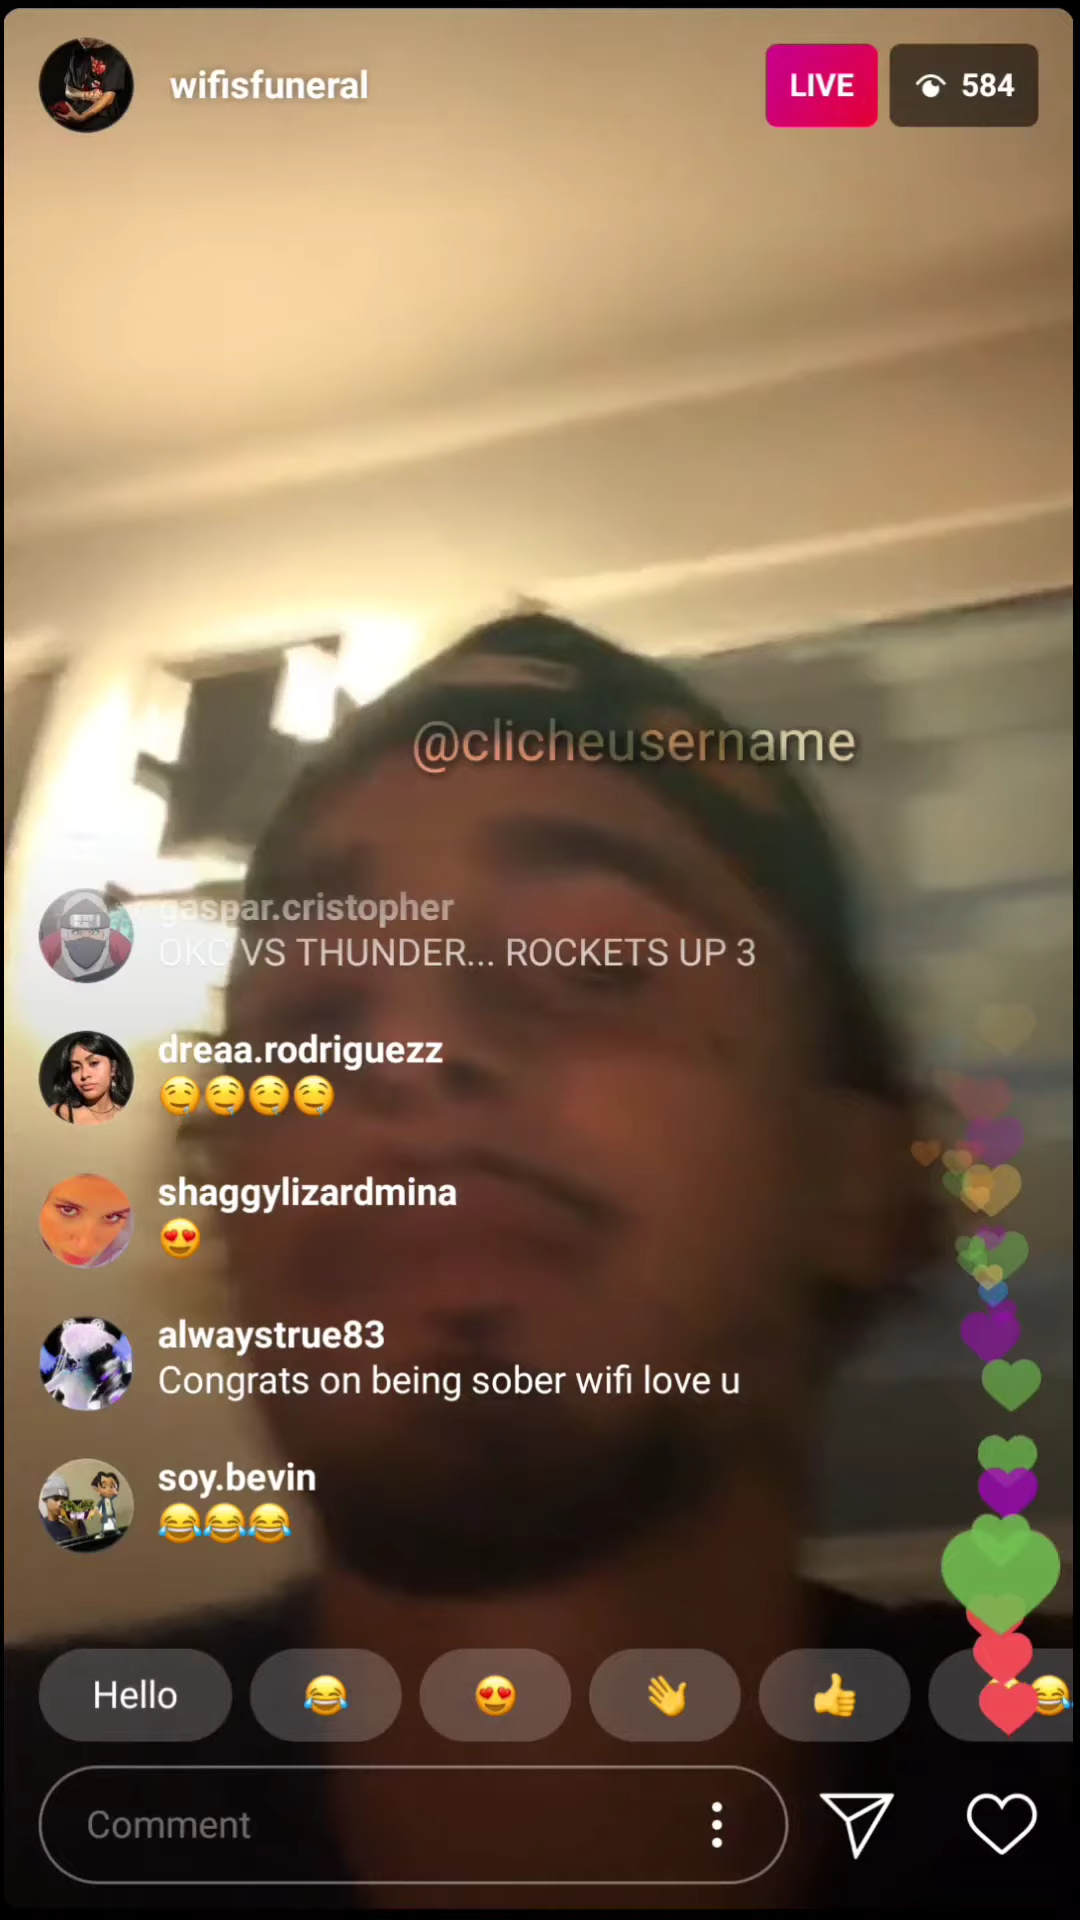 wifisfuneral
LIVE
584
@clicheusername
gaspar.cristopher
OKC VS THUNDER... ROCKETS UP 3
dreaa.rodriguezz
🤤🤤🤤🤤
shaggylizardmina
😍
alwaystrue83
Congrats on being sober wifi love u
soy.bevin
😂😂😂
Hello 😂 😍 👋 👍 😂
Comment